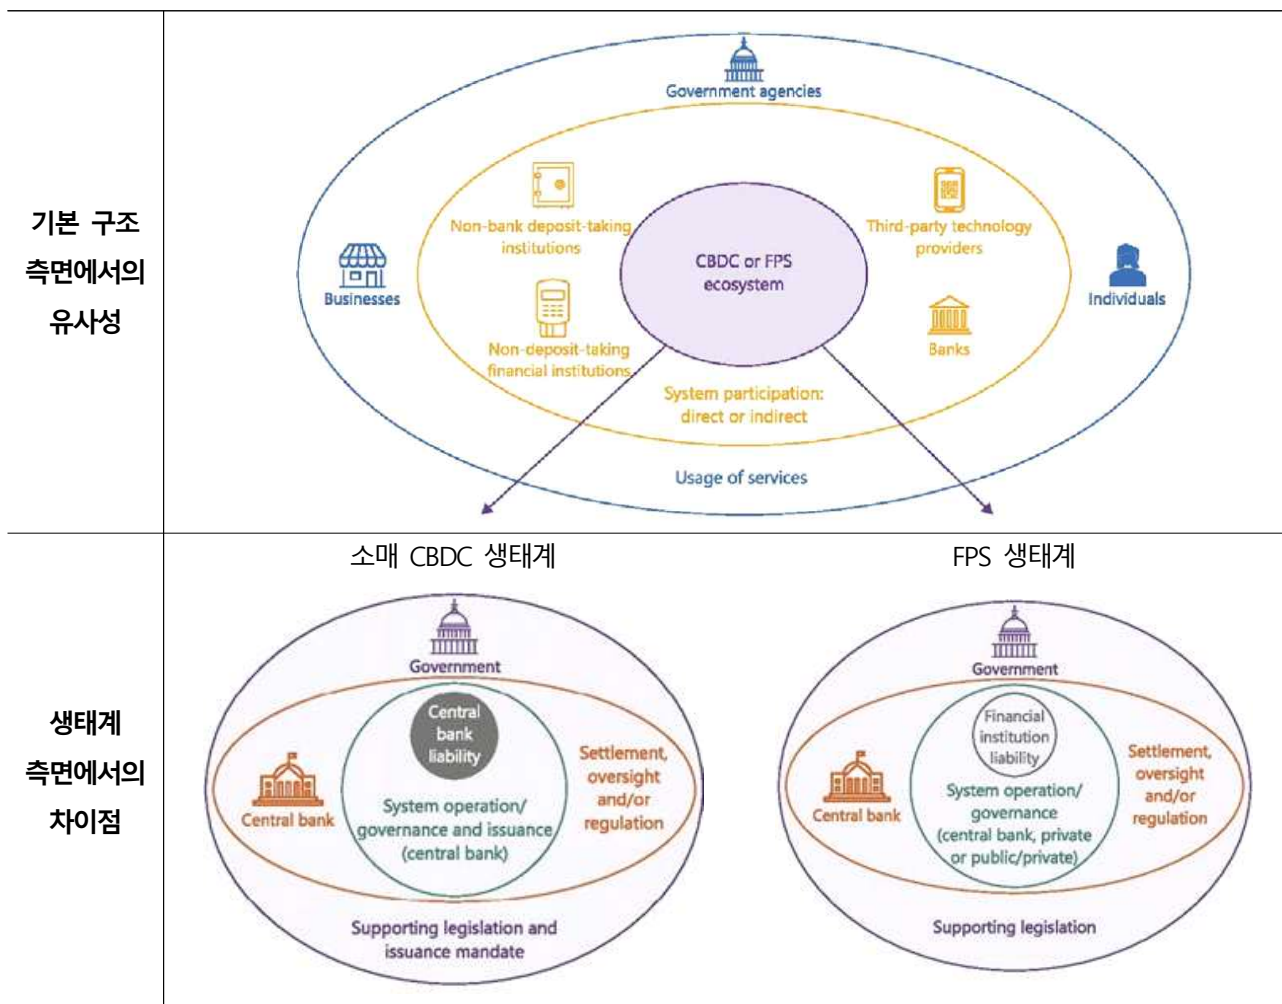 기본 구조
측면에서의
유사성
Government agencies
Non-bank deposit-taking
institutions
Third-party technology
providers
CBDC or FPS
ecosystem
Businesses
Individuals
Non-deposit-taking
financial institutions
Banks
System participation:
direct or indirect
Usage of services
생태계
측면에서의
차이점
소매 CBDC 생태계
Government
Central
bank
liability
Central bank
System operation/
governance and issuance
(central bank)
Settlement,
oversight
and/or
regulation
Supporting legislation and
issuance mandate
FPS 생태계
Government
Financial
institution
liability
Central bank
System operation/
governance
(central bank, private
or public/private)
Settlement,
oversight
and/or
regulation
Supporting legislation